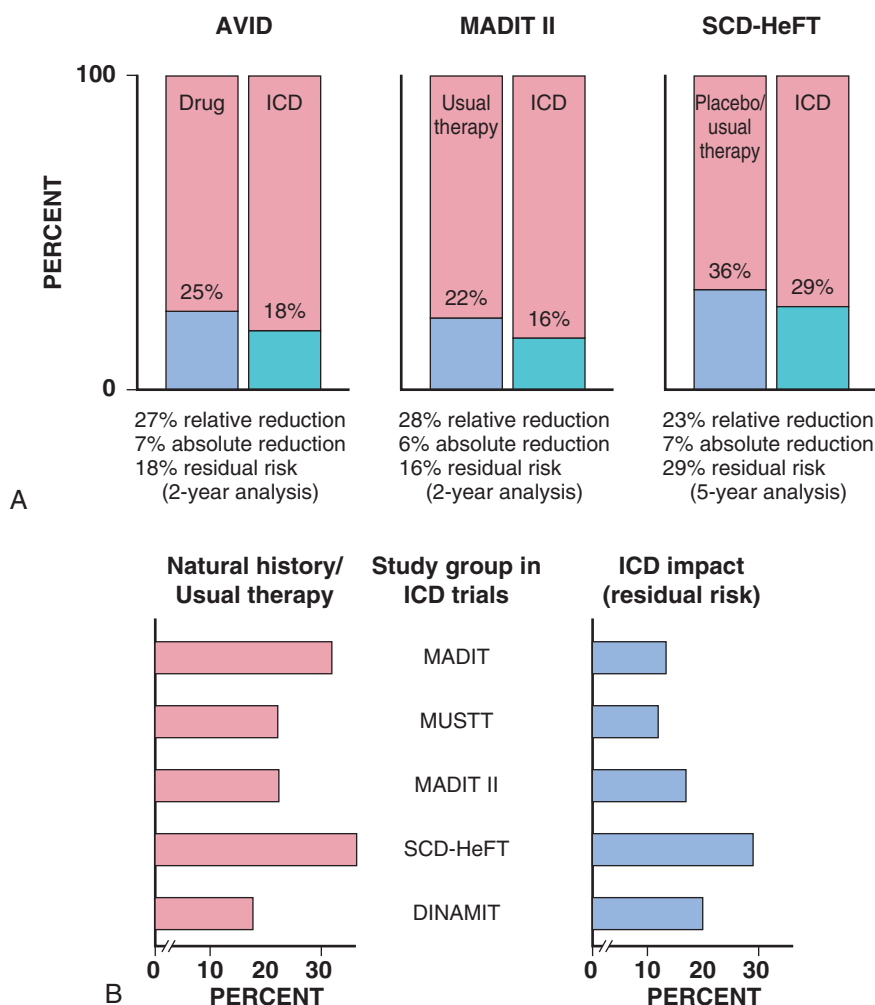 AVID
MADIT II
SCD-HeFT
100
PERCENT
0
Drug
ICD
25%
18%
Usual
therapy
ICD
22%
16%
Placebo/
usual
therapy
ICD
36%
29%
27% relative reduction
7% absolute reduction
18% residual risk
(2-year analysis)
28% relative reduction
6% absolute reduction
16% residual risk
(2-year analysis)
23% relative reduction
7% absolute reduction
29% residual risk
(5-year analysis)
A
Natural history/
Usual therapy
Study group in
ICD trials
ICD impact
(residual risk)
MADIT
MUSTT
MADIT II
SCD-HeFT
DINAMIT
0 10 20 30
PERCENT
0 10 20 30
PERCENT
B